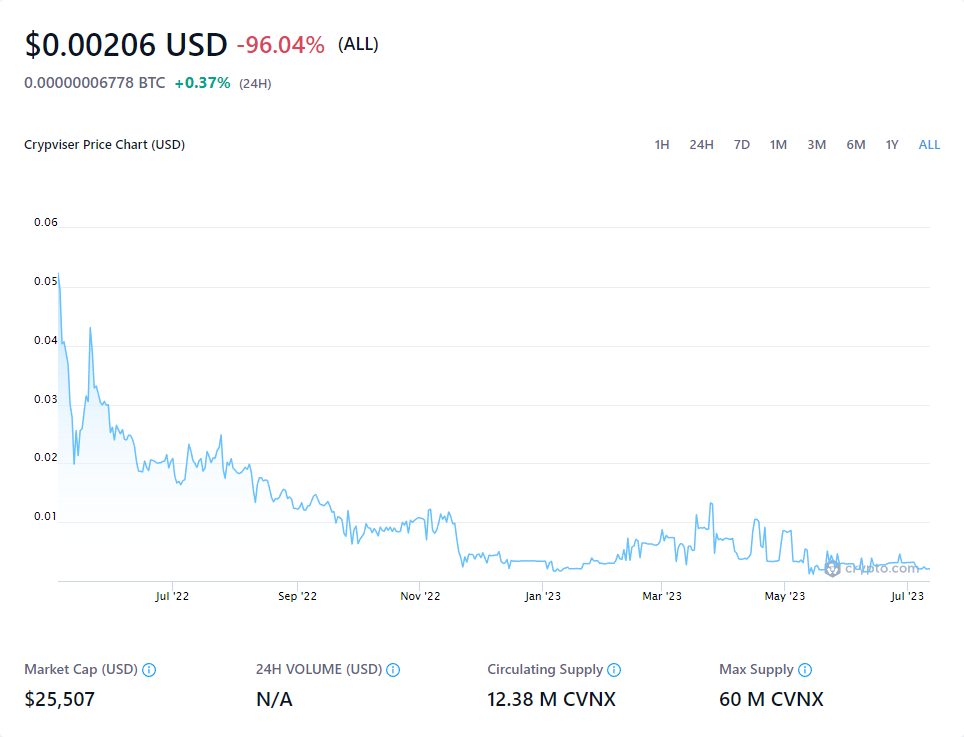 $0.00206 USD -96.04% (ALL)
0.00000006778 BTC +0.37% (24H)
Crypviser Price Chart (USD) 1H 24H 7D 1M 3M 6M 1Y ALL
0.06
0.05
0.04
0.03
0.02
0.01
crypto.com
Jul '22 Sep '22 Nov '22 Jan '23 Mar '23 May '23 Jul '23
Market Cap (USD) 24H VOLUME (USD) Circulating Supply Max Supply
$25,507 N/A 12.38 M CVNX 60 M CVNX